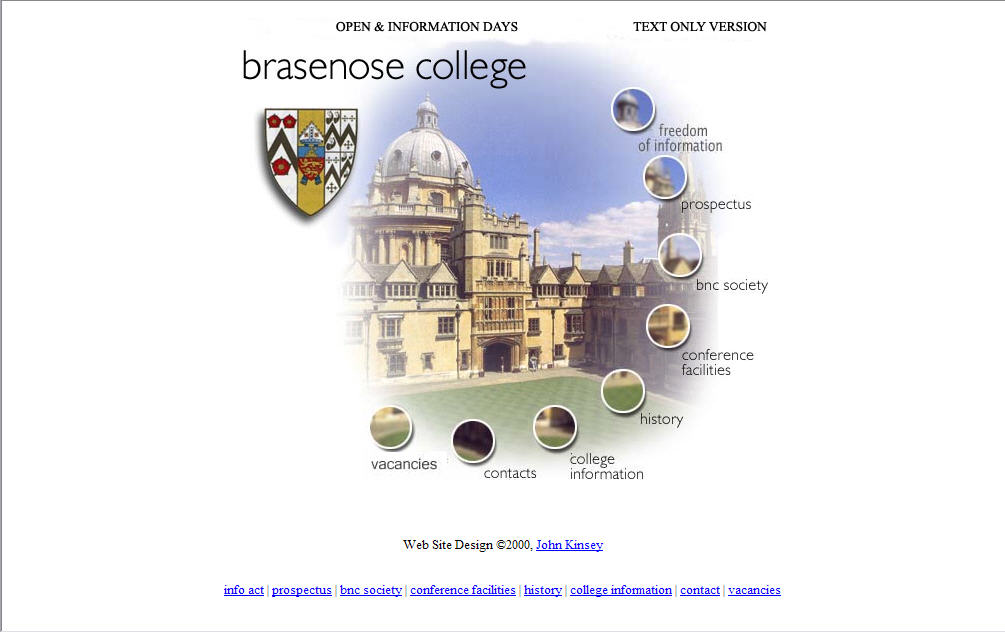 OPEN & INFORMATION DAYS
TEXT ONLY VERSION
brasenose college
freedom
of information
prospectus
bnc society
conference
facilities
history
college
information
contacts
vacancies
Web Site Design ©2000, John Kinsey
info act | prospectus | bnc society | conference facilities | history | college information | contact | vacancies